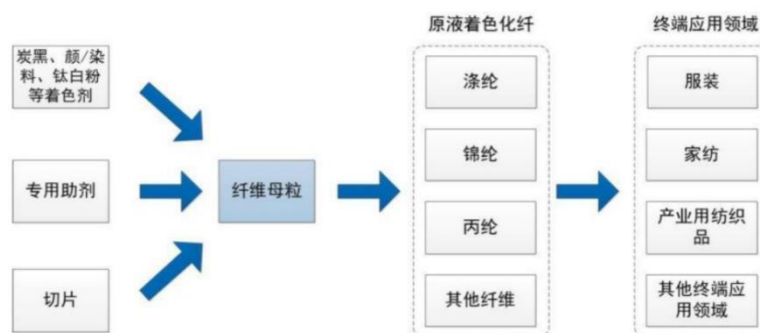 原液着色化纤
终端应用领域
炭黑、颜/染
料、钛白粉
等着色剂
专用助剂
切片
纤维母粒
涤纶
锦纶
丙纶
其他纤维
服装
家纺
产业用纺织
品
其他终端应
用领域